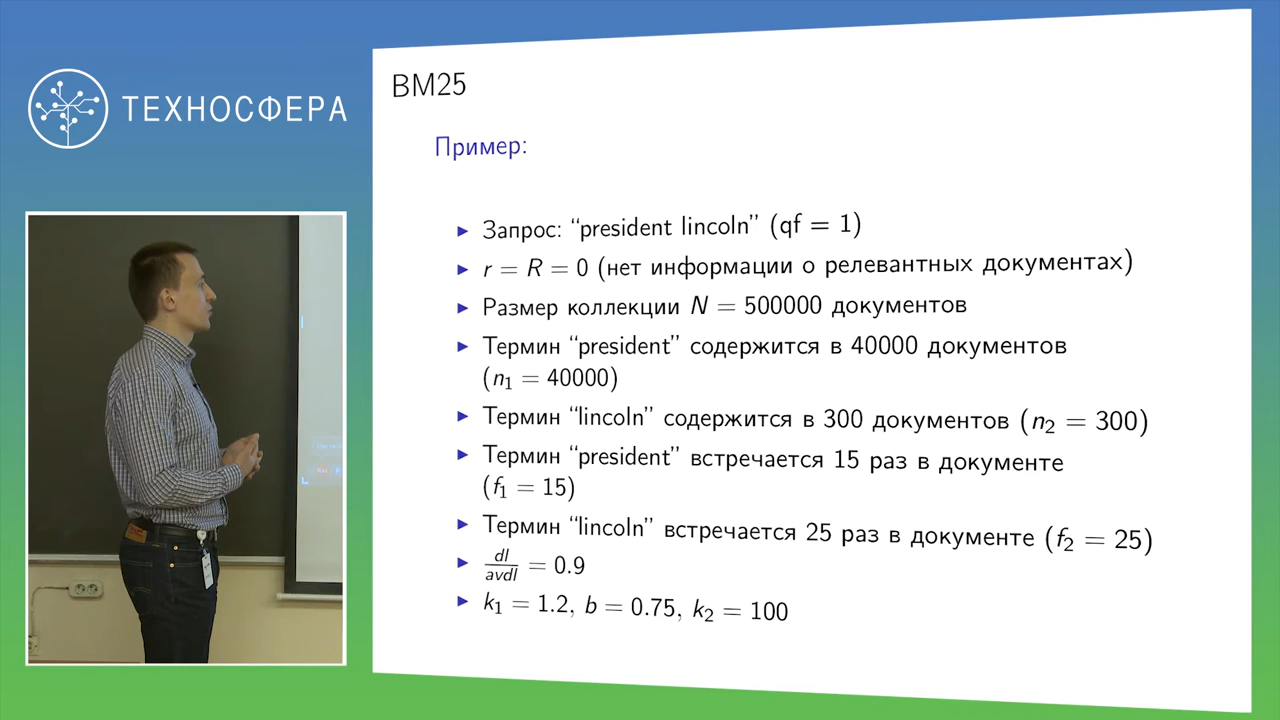 ТЕХНОСФЕРА
BM25
Пример:
Запрос: “president lincoln” (qf = 1)
r = R = 0 (нет информации о релевантных документах)
Размер коллекции N = 500000 документов
Термин “president” содержится в 40000 документов
(n₁ = 40000)
Термин “lincoln” содержится в 300 документов (n₂ = 300)
Термин “president” встречается 15 раз в документе
(f₁ = 15)
Термин “lincoln” встречается 25 раз в документе (f₂ = 25)
dl/avdl = 0.9
k₁ = 1.2, b = 0.75, k₂ = 100